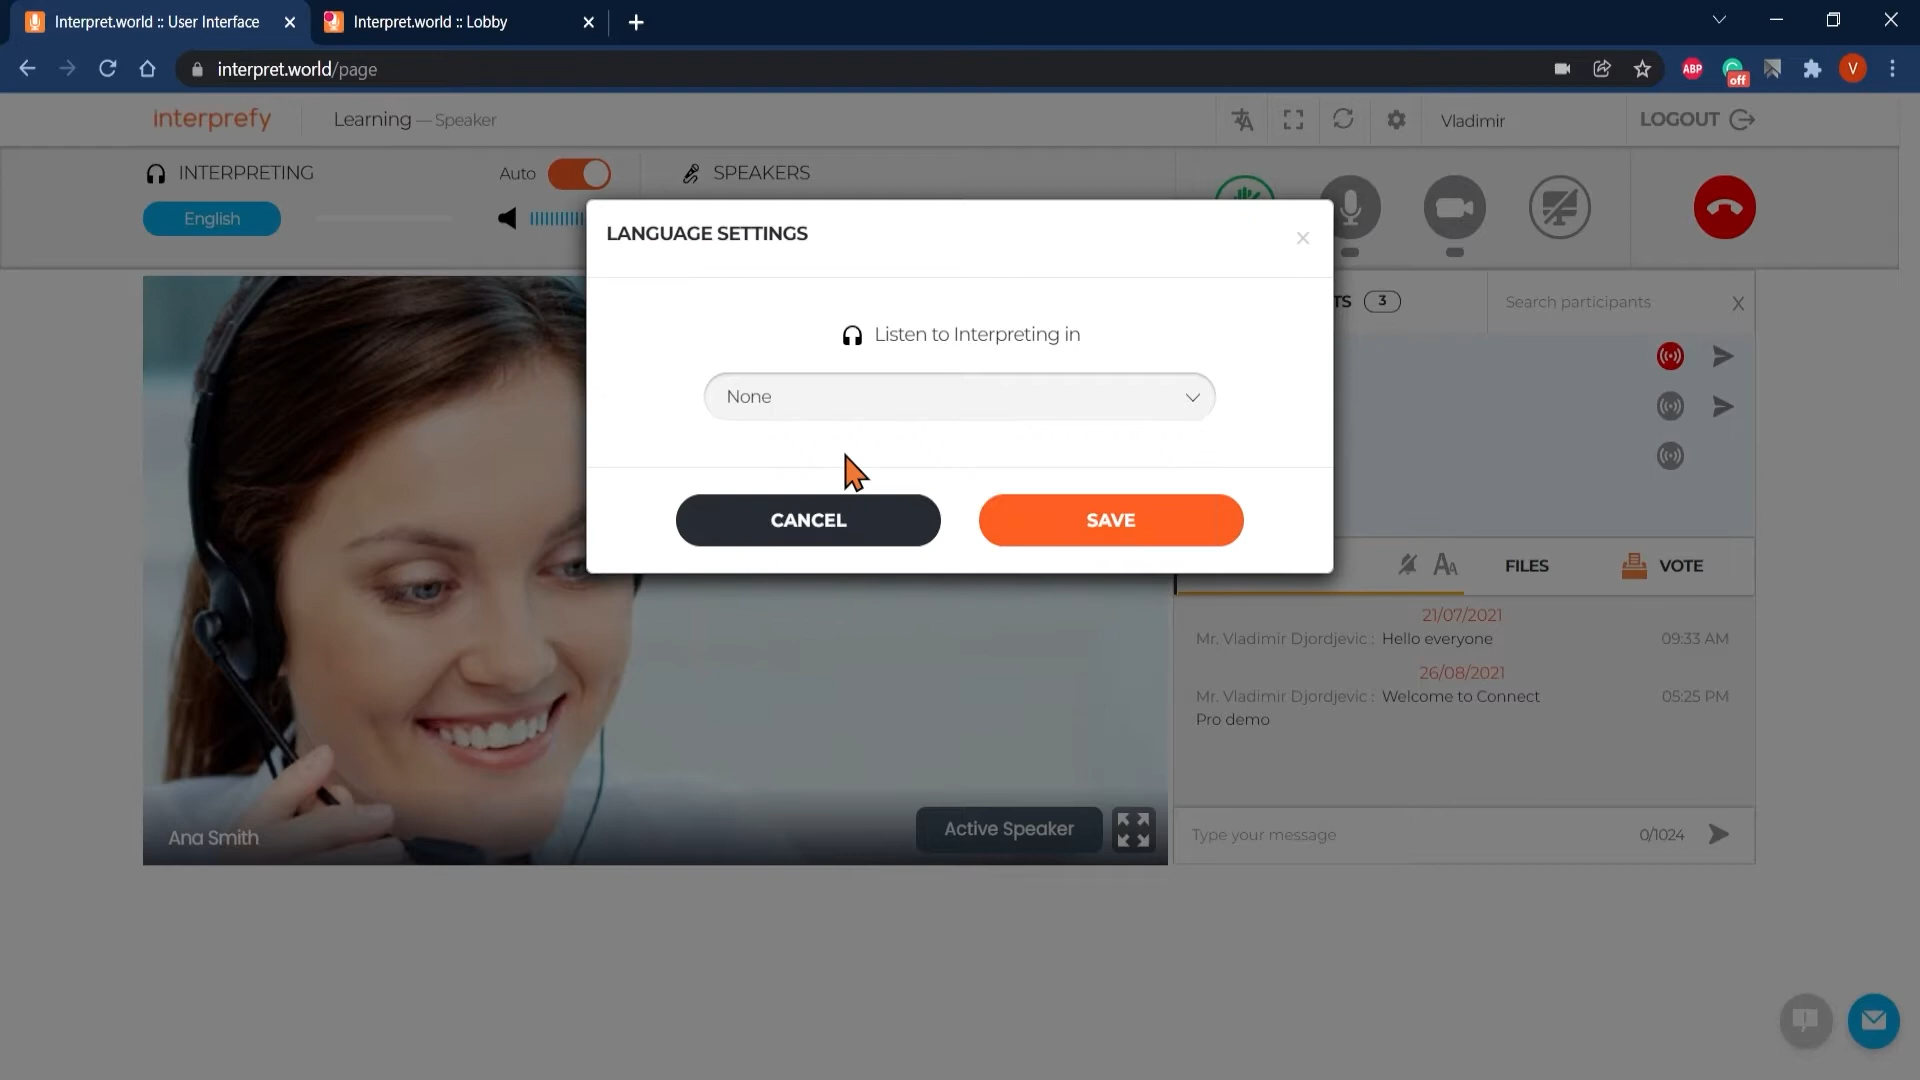 Interpret.world :: User Interface
Interpret.world :: Lobby
interpret.world/page
ABP
off
V
interprefy
Learning — Speaker
Vladimir
LOGOUT
INTERPRETING
Auto
SPEAKERS
English
LANGUAGE SETTINGS
Listen to Interpreting in
None
CANCEL
SAVE
TS 3
Search participants
X
FILES
VOTE
21/07/2021
Mr. Vladimir Djordjevic : Hello everyone 09:33 AM
26/08/2021
Mr. Vladimir Djordjevic : Welcome to Connect 05:25 PM
Pro demo
Ana Smith
Active Speaker
Type your message
0/1024